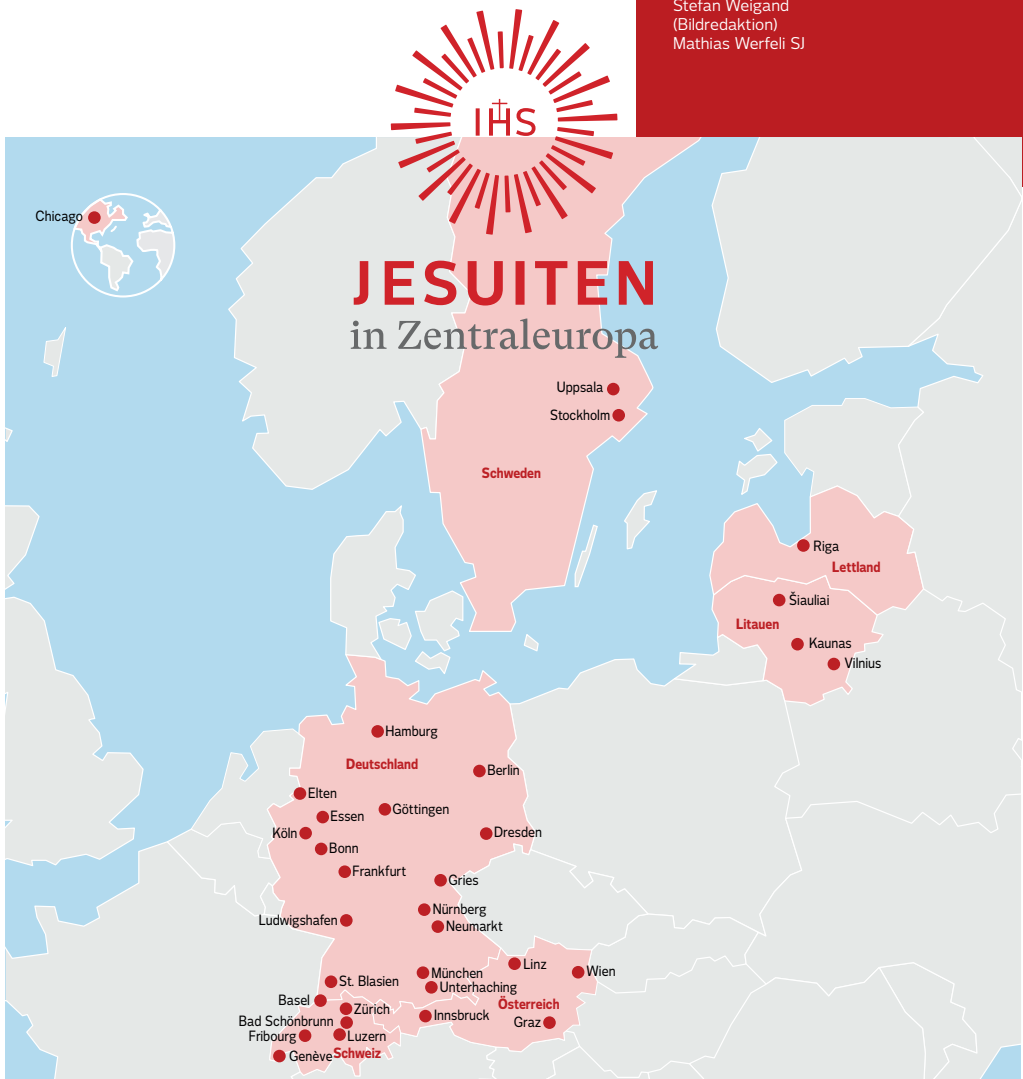 Stefan Weigand
(Bildredaktion)
Mathias Werfeli SJ
IHS
Chicago
JESUITEN
in Zentraleuropa
Uppsala
Stockholm
Schweden
Riga
Lettland
Šiauliai
Litauen
Kaunas
Vilnius
Hamburg
Deutschland
Berlin
Elten
Göttingen
Essen
Köln
Dresden
Bonn
Frankfurt
Gries
Nürnberg
Ludwigshafen
Neumarkt
Linz
Wien
München
St. Blasien
Unterhaching
Basel
Österreich
Zürich
Innsbruck
Bad Schönbrunn
Graz
Fribourg
Luzern
Schweiz
Genève